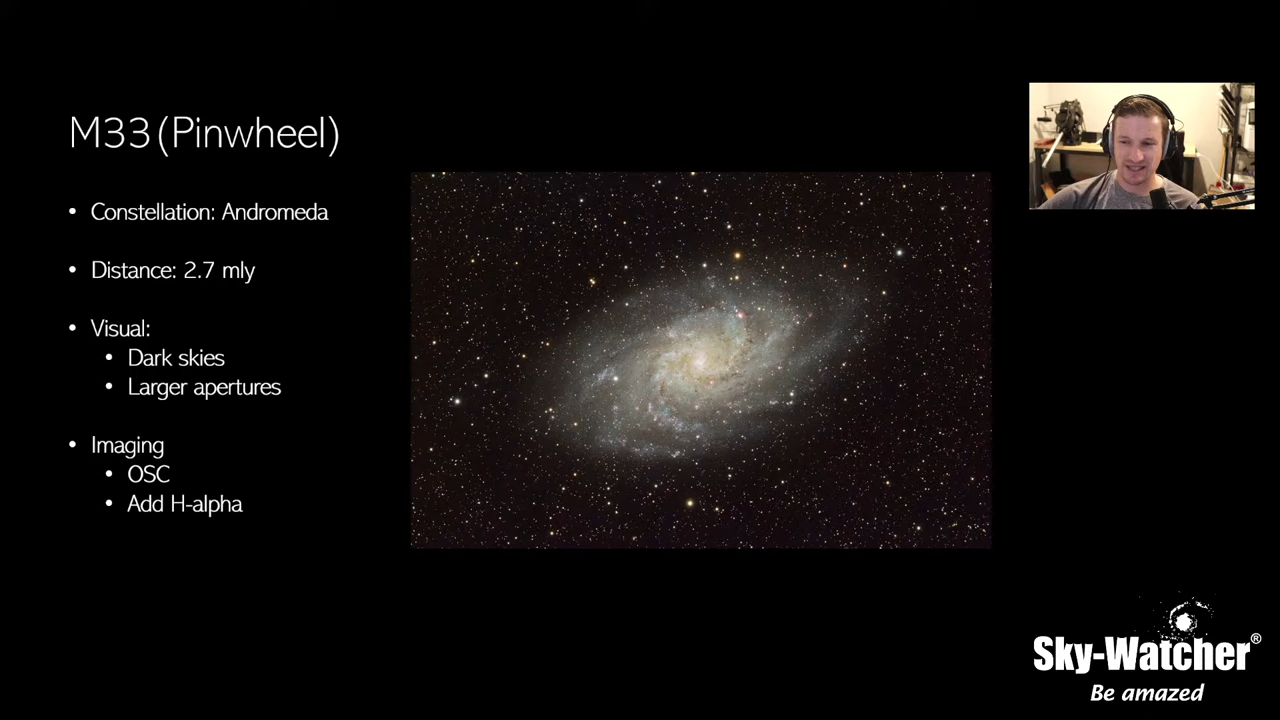 M33 (Pinwheel)
• Constellation: Andromeda
• Distance: 2.7 mly
• Visual:
• Dark skies
• Larger apertures
• Imaging
• OSC
• Add H-alpha
Sky-Watcher®
Be amazed